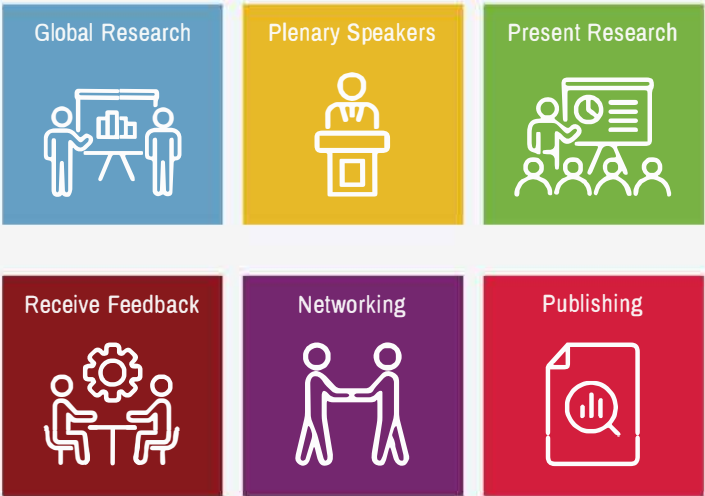 Global Research
Plenary Speakers
Present Research
Receive Feedback
Networking
Publishing